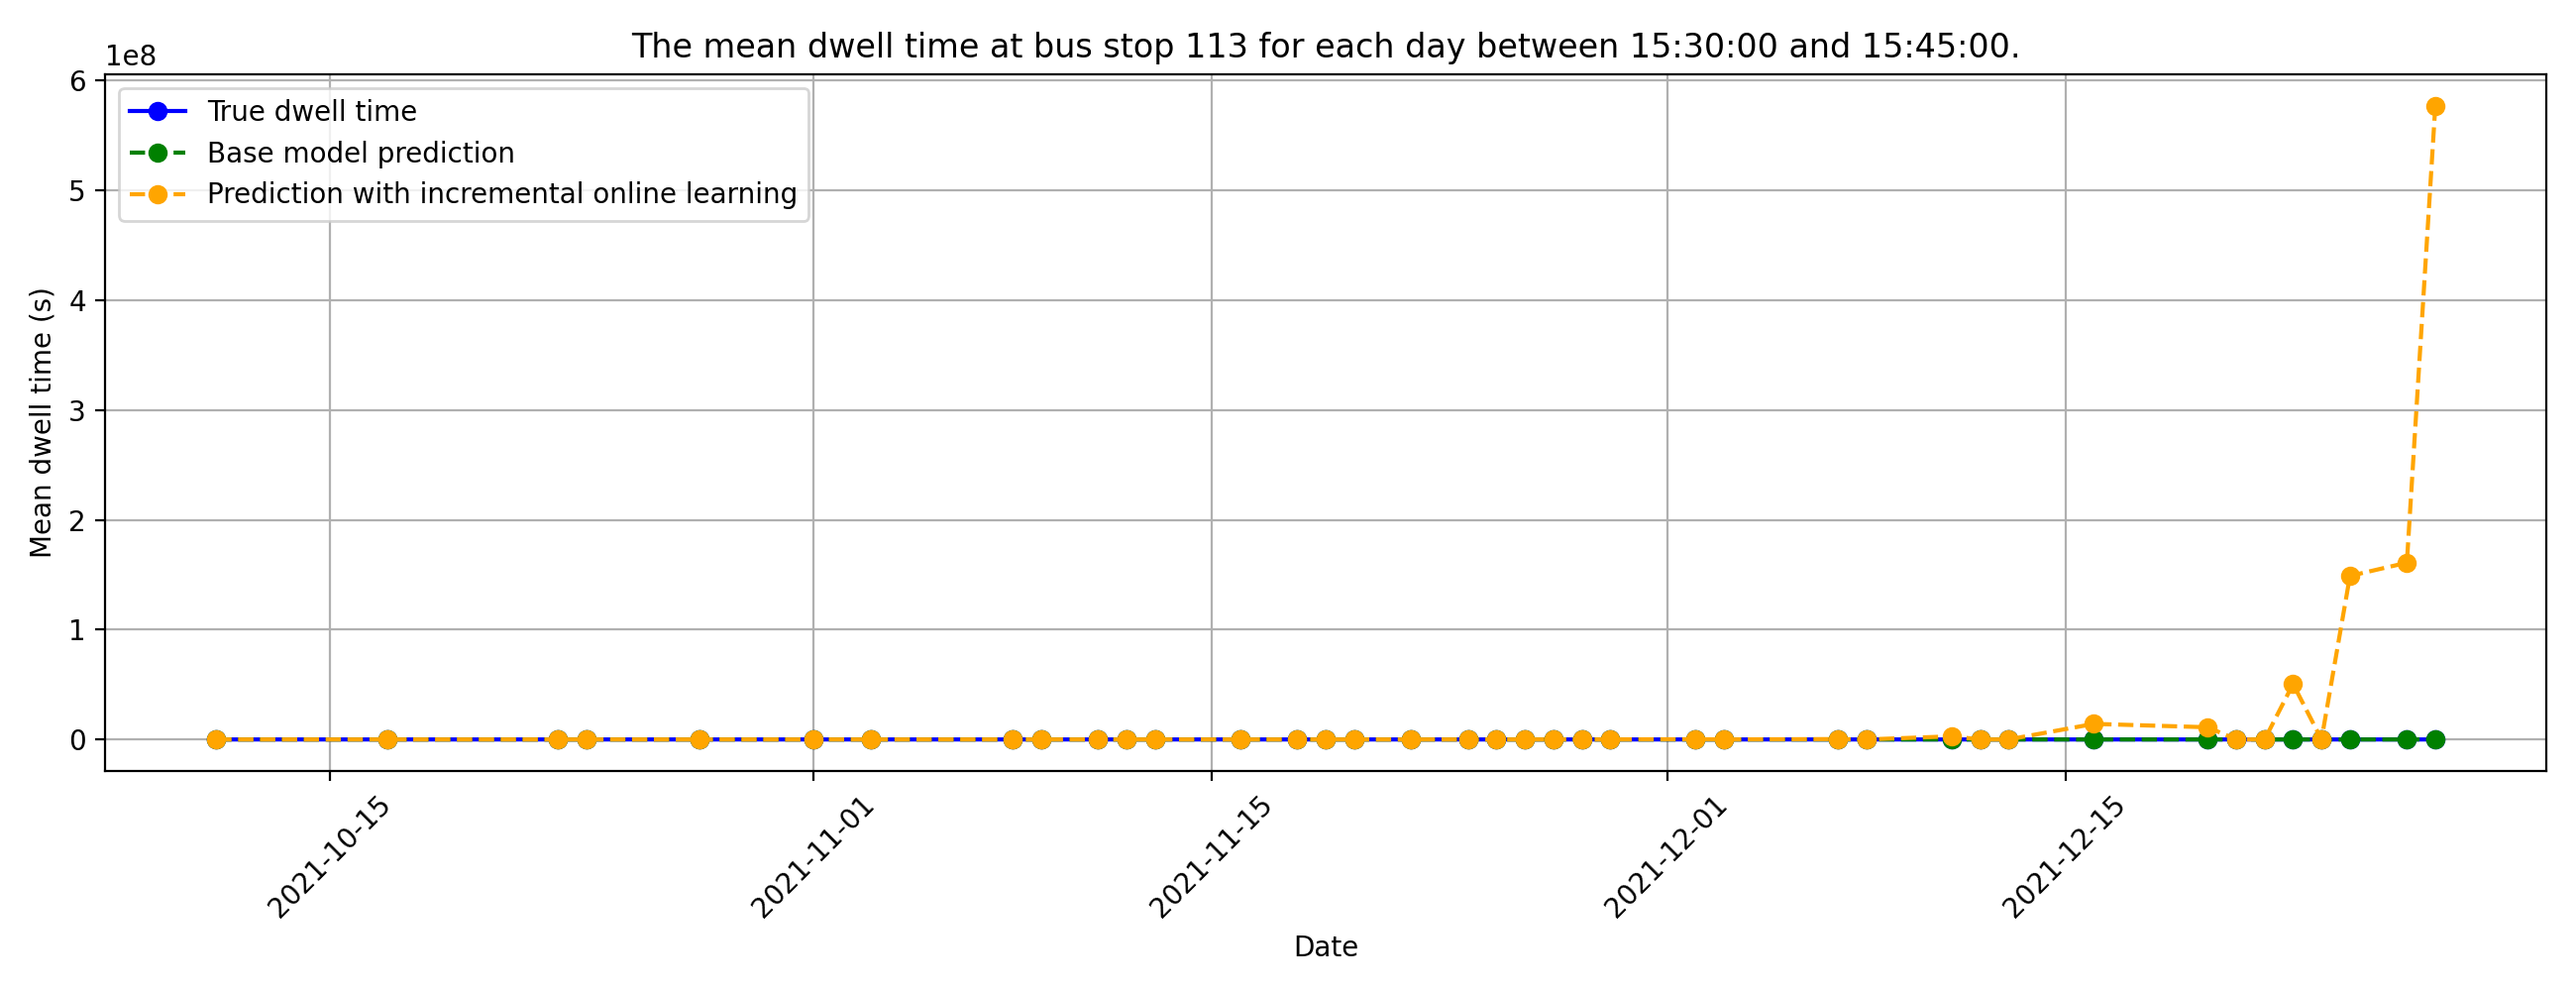 The mean dwell time at bus stop 113 for each day between 15:30:00 and 15:45:00.
1e8
True dwell time
Base model prediction
Prediction with incremental online learning
Mean dwell time (s)
6
5
4
3
2
1
0
2021-10-15
2021-11-01
2021-11-15
2021-12-01
2021-12-15
Date